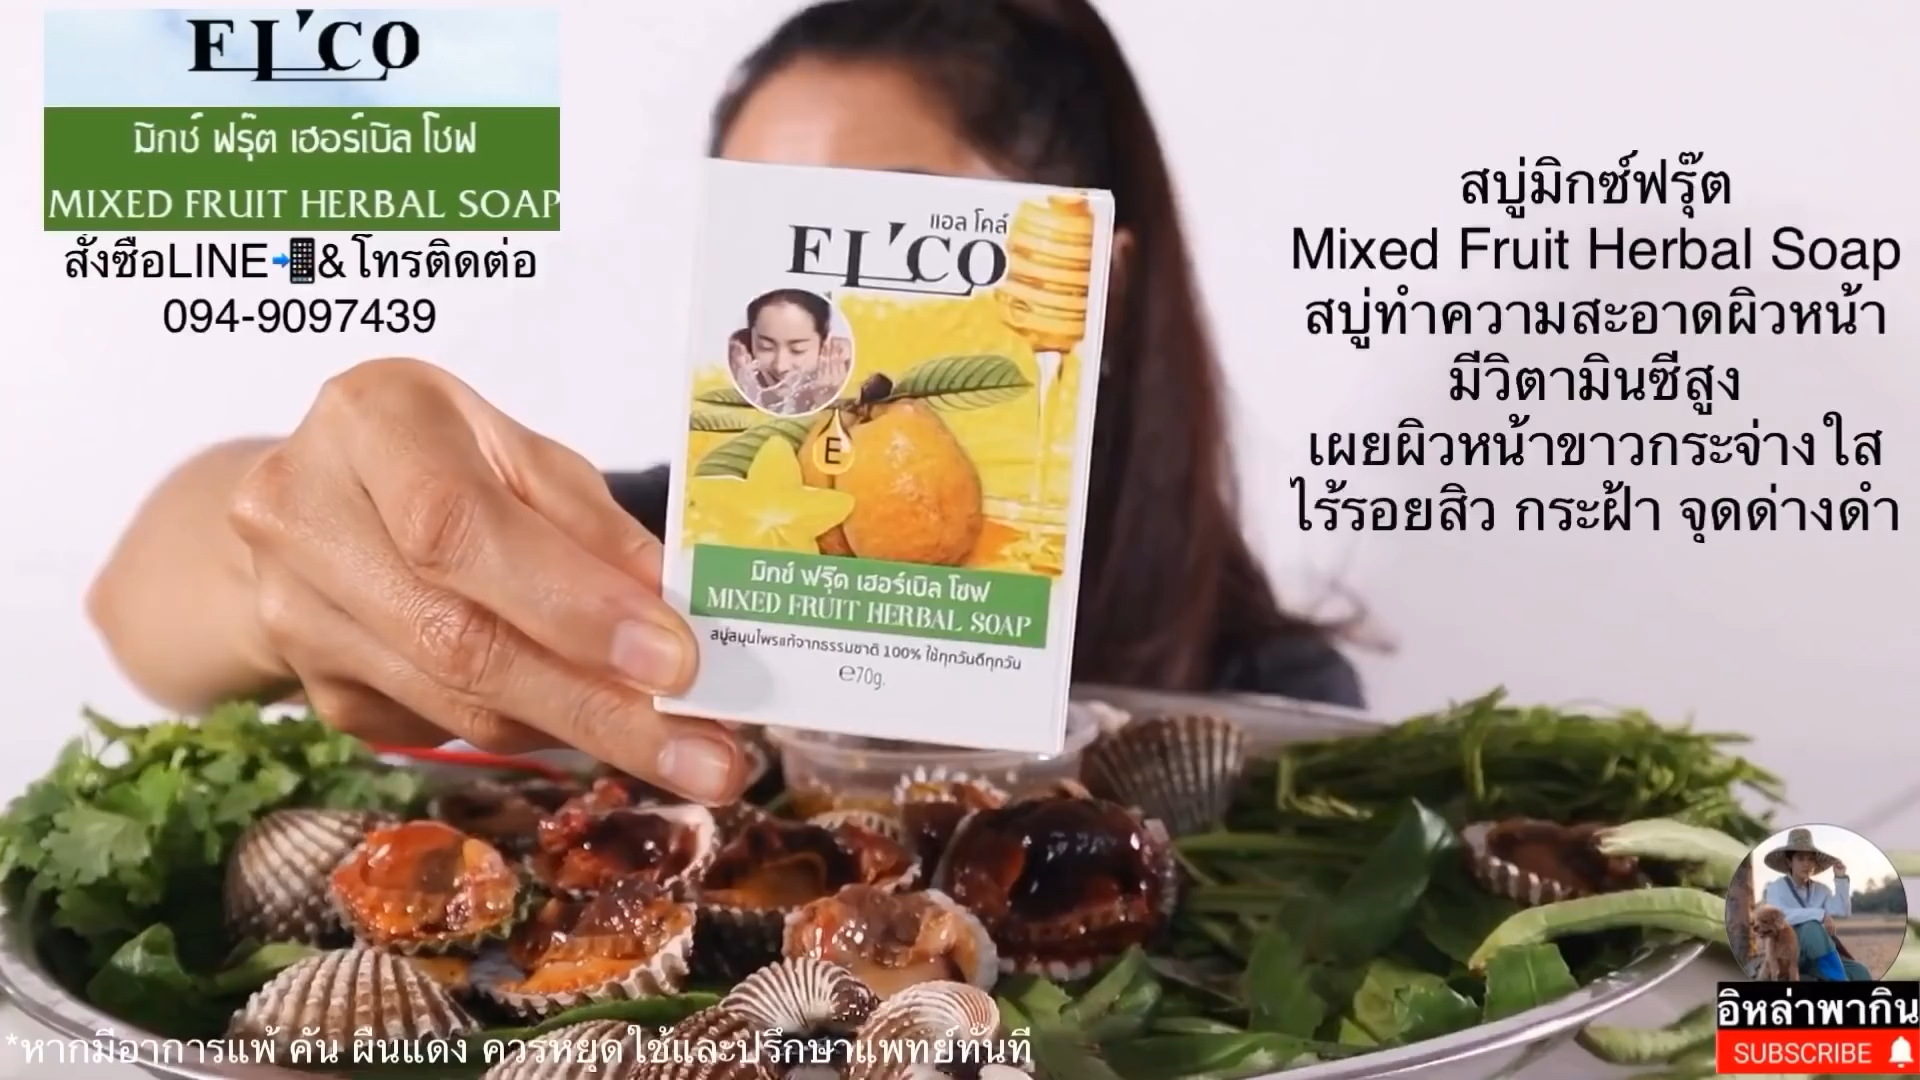 EL'CO
มิกซ์ ฟรุ๊ต เฮอร์เบิล โซฟ
MIXED FRUIT HERBAL SOAP
สั่งซือLINE📲&โทรติดต่อ
094-9097439
สบู่มิกซ์ฟรุ๊ต
Mixed Fruit Herbal Soap
สบู่ทำความสะอาดผิวหน้า
มีวิตามินซีสูง
เผยผิวหน้าขาวกระจ่างใส
ไร้รอยสิว กระฝ้า จุดด่างดำ
แอล โคล์
EL'CO
E
มิกซ์ ฟรุ๊ต เฮอร์เบิล โซฟ
MIXED FRUIT HERBAL SOAP
สบู่สมุนไพรแท้จากธรรมชาติ 100% ใช้ทุกวันดีทุกวัน
℮70g.
*หากมีอาการแพ้ คัน ผื่นแดง ควรหยุดใช้และปรึกษาแพทย์ทันที
อิหล่าพากิน
SUBSCRIBE